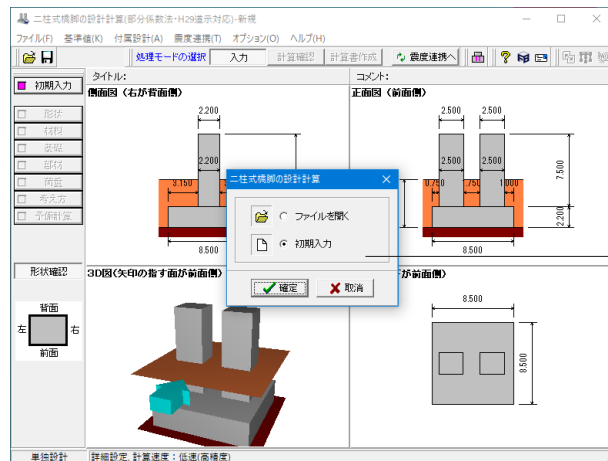 二柱式橋脚の設計計算(部分係数法・H29道示対応)-新規
ファイル(F) 基準値(K) 付属設計(A) 震度連携(T) オプション(O) ヘルプ(H)
処理モードの選択 入力 計算確認 計算書作成 震度連携へ
初期入力
形状
材料
基礎
部材
荷重
考え方
予備計算
形状確認
背面
左 右
前面
タイトル:
コメント:
側面図 (右が背面側)
2.200
2.200
3.150
8.500
正面図 (前面側)
2.500 2.500
2.500 2.500
0.750 .750 1.000
7.500
2.200
8.500
二柱式橋脚の設計計算
ファイルを開く
初期入力
確定 取消
3D図(矢印の指す面が前面側)
が前面側)
8.500
8.500
単独設計 詳細設定, 計算速度:低速(高精度)